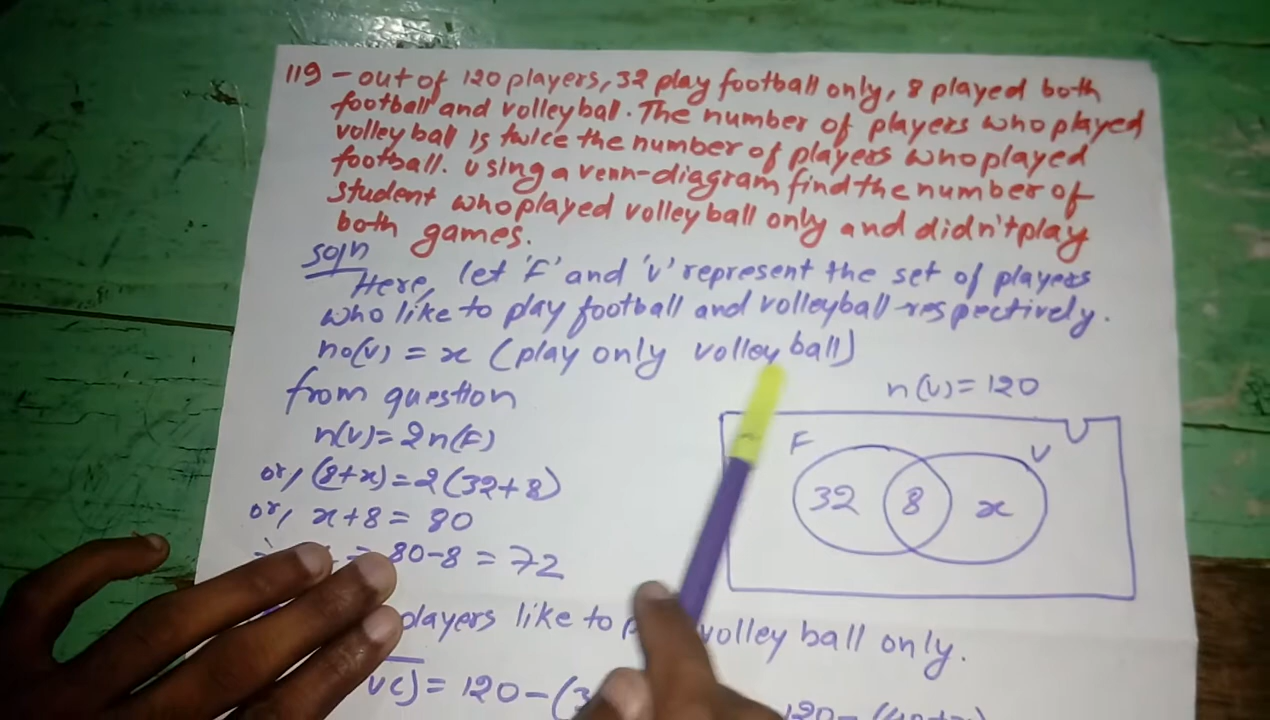 119 - out of 120 players, 32 play football only, 8 played both
football and volleybal. The number of players who played
volley ball is twice the number of players who played
football. using a venn-diagram find the number of
student who played volley ball only and didn't play
both games.
soln
Here, let 'F' and 'v' represent the set of players
who like to play football and volleyball respectively.
no(v) = x (play only volley ball)
from question
n(v) = 2n(F)
or, (8+x) = 2(32+8)
or, x+8 = 80
= 80-8 = 72
n(U) = 120
U
F V
32 8 x
players like to volley ball only.
= 120-(3
120-(40+